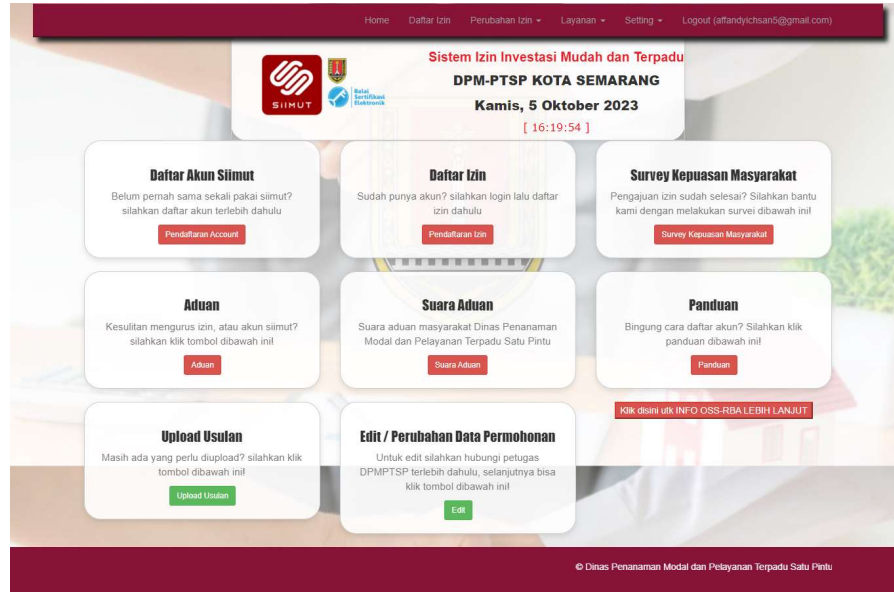 Home Daftar Izin Perubahan Izin Layanan Setting Logout (affandyichsan5@gmail.com)
SIIMUT
Balai
Sertifikasi
Elektronik
Sistem Izin Investasi Mudah dan Terpadu
DPM-PTSP KOTA SEMARANG
Kamis, 5 Oktober 2023
[ 16:19:54 ]
Daftar Akun Siimut
Belum pernah sama sekali pakai siimut?
silahkan daftar akun terlebih dahulu
Pendaftaran Account
Daftar Izin
Sudah punya akun? silahkan login lalu daftar
izin dahulu
Pendaftaran Izin
Survey Kepuasan Masyarakat
Pengajuan izin sudah selesai? Silahkan bantu
kami dengan melakukan survei dibawah ini!
Survey Kepuasan Masyarakat
Aduan
Kesulitan mengurus izin, atau akun siimut?
silahkan klik tombol dibawah ini!
Aduan
Suara Aduan
Suara aduan masyarakat Dinas Penanaman
Modal dan Pelayanan Terpadu Satu Pintu
Suara Aduan
Panduan
Bingung cara daftar akun? Silahkan klik
panduan dibawah ini!
Panduan
Klik disini utk INFO OSS-RBA LEBIH LANJUT
Upload Usulan
Masih ada yang perlu diupload? silahkan klik
tombol dibawah ini!
Upload Usulan
Edit / Perubahan Data Permohonan
Untuk edit silahkan hubungi petugas
DPMPTSP terlebih dahulu, selanjutnya bisa
klik tombol dibawah ini!
Edit
© Dinas Penanaman Modal dan Pelayanan Terpadu Satu Pintu